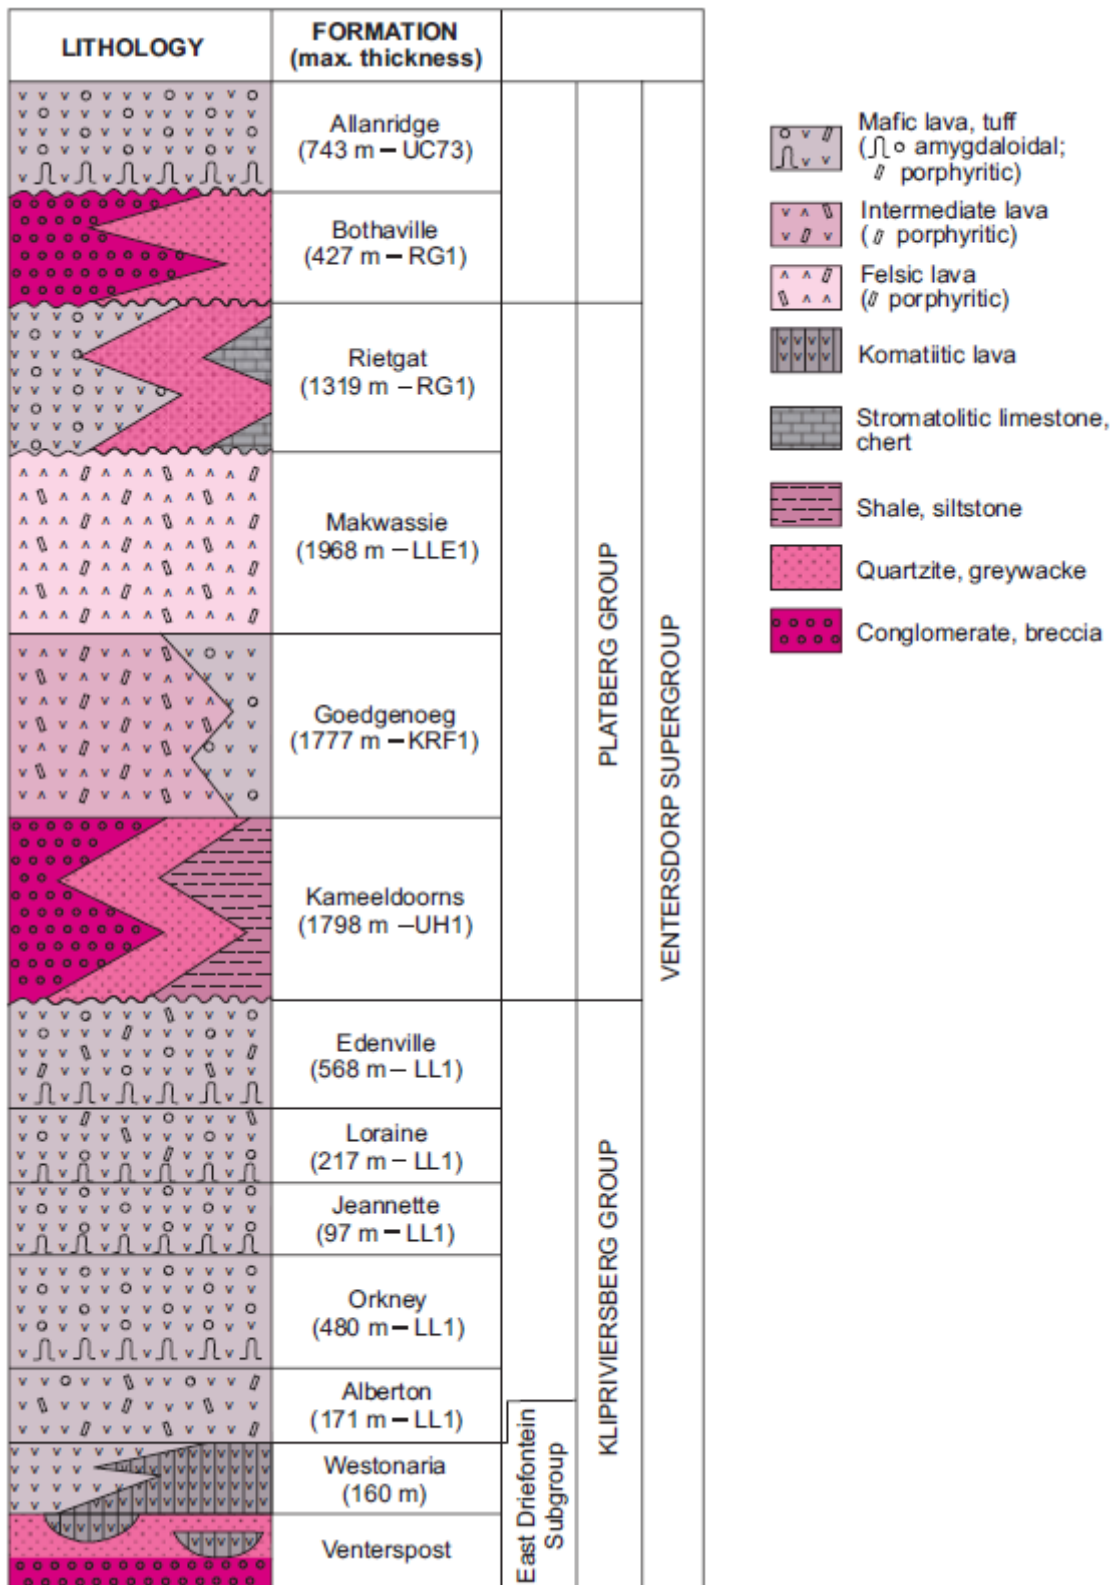 LITHOLOGY
FORMATION
(max. thickness)
Allanridge
(743 m – UC73)
Bothaville
(427 m – RG1)
Rietgat
(1319 m – RG1)
Makwassie
(1968 m – LLE1)
Goedgenoeg
(1777 m – KRF1)
Kameeldoorns
(1798 m –UH1)
Edenville
(568 m – LL1)
Loraine
(217 m – LL1)
Jeannette
(97 m – LL1)
Orkney
(480 m – LL1)
Alberton
(171 m – LL1)
Westonaria
(160 m)
Venterspost
East Driefontein
Subgroup
PLATBERG GROUP
KLIPRIVIERSBERG GROUP
VENTERSDORP SUPERGROUP
Mafic lava, tuff
( amygdaloidal;
porphyritic)
Intermediate lava
( porphyritic)
Felsic lava
( porphyritic)
Komatiitic lava
Stromatolitic limestone,
chert
Shale, siltstone
Quartzite, greywacke
Conglomerate, breccia